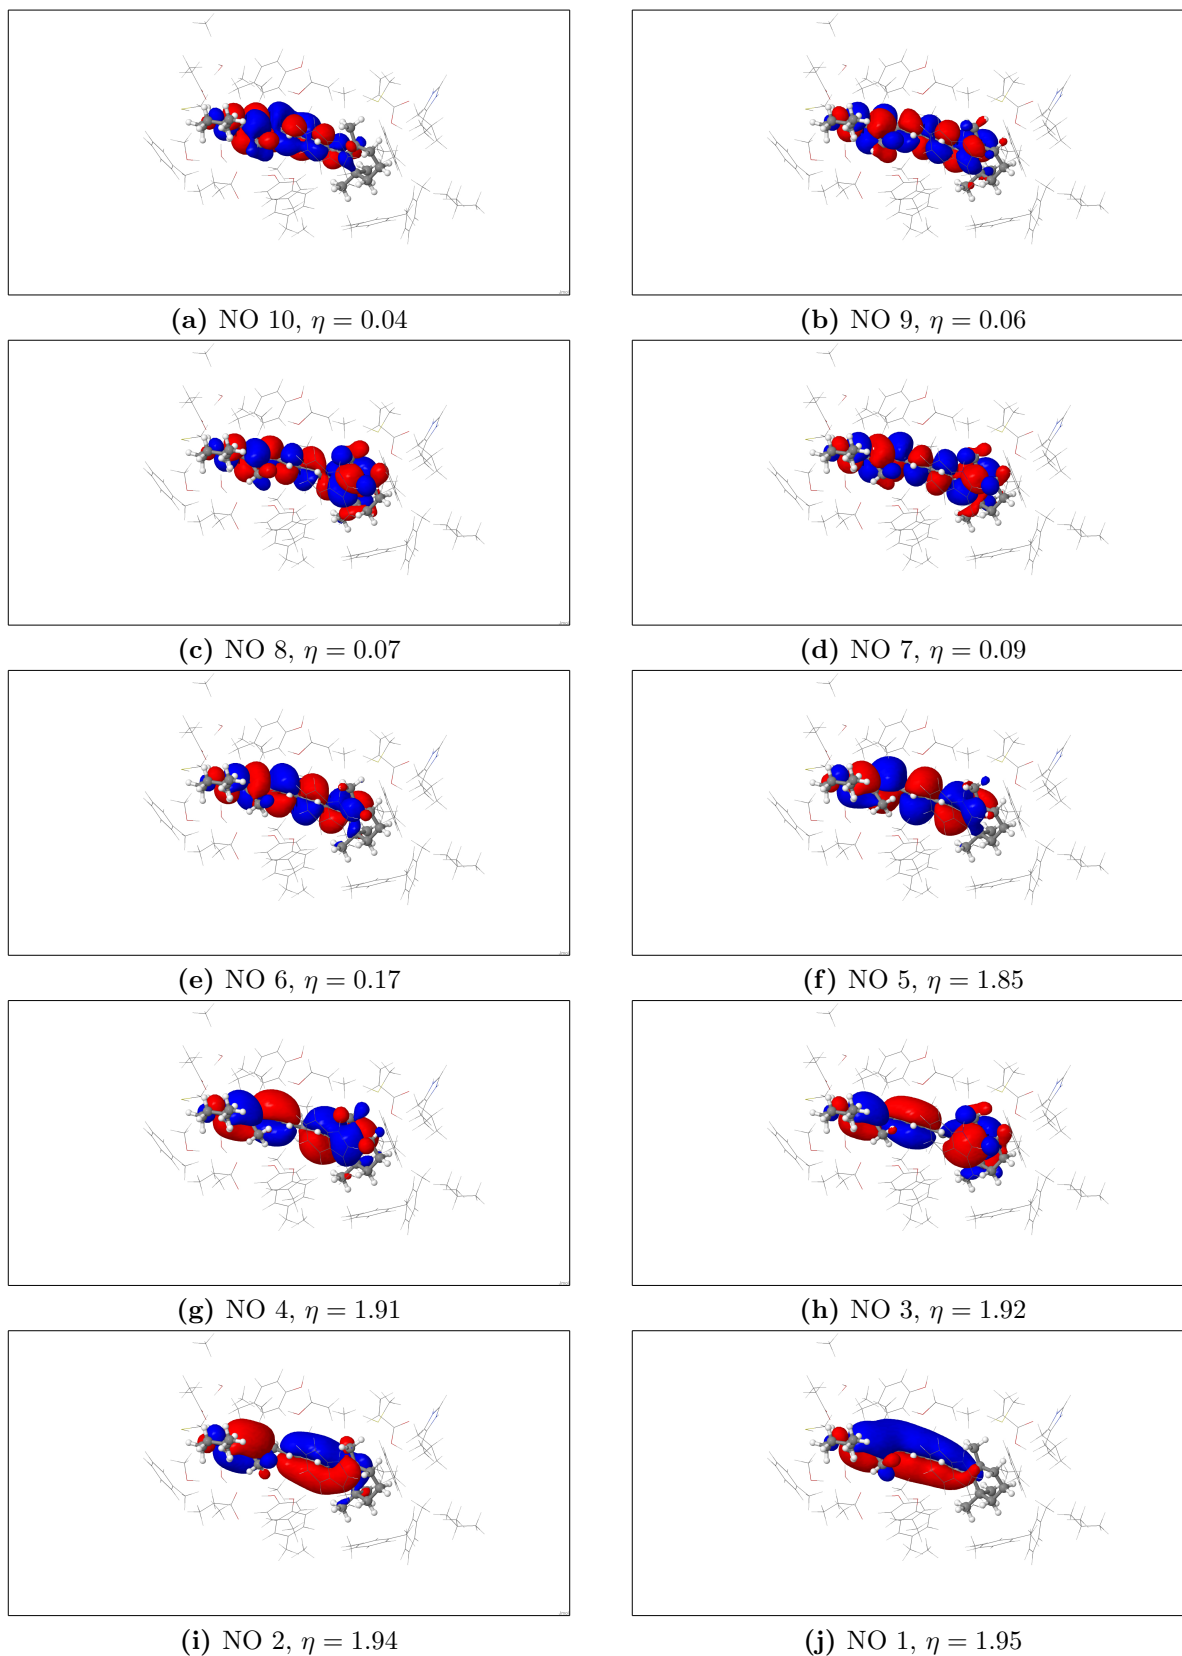 (a) NO 10, η = 0.04
(b) NO 9, η = 0.06
(c) NO 8, η = 0.07
(d) NO 7, η = 0.09
(e) NO 6, η = 0.17
(f) NO 5, η = 1.85
(g) NO 4, η = 1.91
(h) NO 3, η = 1.92
(i) NO 2, η = 1.94
(j) NO 1, η = 1.95